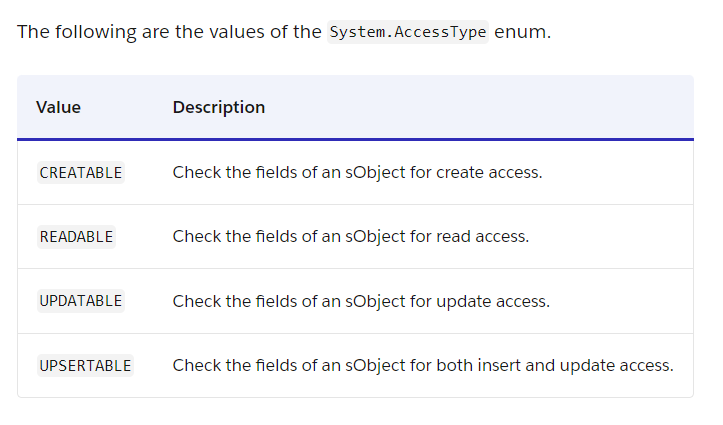 The following are the values of the System.AccessType enum.
Value Description
CREATABLE Check the fields of an sObject for create access.
READABLE Check the fields of an sObject for read access.
UPDATABLE Check the fields of an sObject for update access.
UPSERTABLE Check the fields of an sObject for both insert and update access.